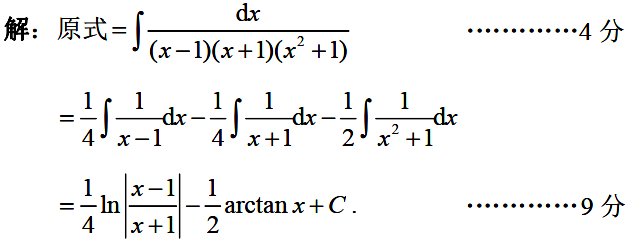 解：原式=∫dx/((x−1)(x+1)(x²+1)) ·············4 分
=1/4∫1/(x−1)dx−1/4∫1/(x+1)dx−1/2∫1/(x²+1)dx
=1/4 ln|(x−1)/(x+1)|−1/2 arctan x+C. ·············9 分